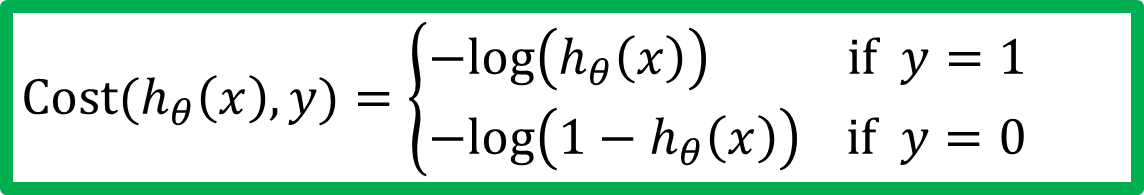 Cost(hθ(x), y) = { −log(hθ(x)) if y = 1
−log(1 − hθ(x)) if y = 0